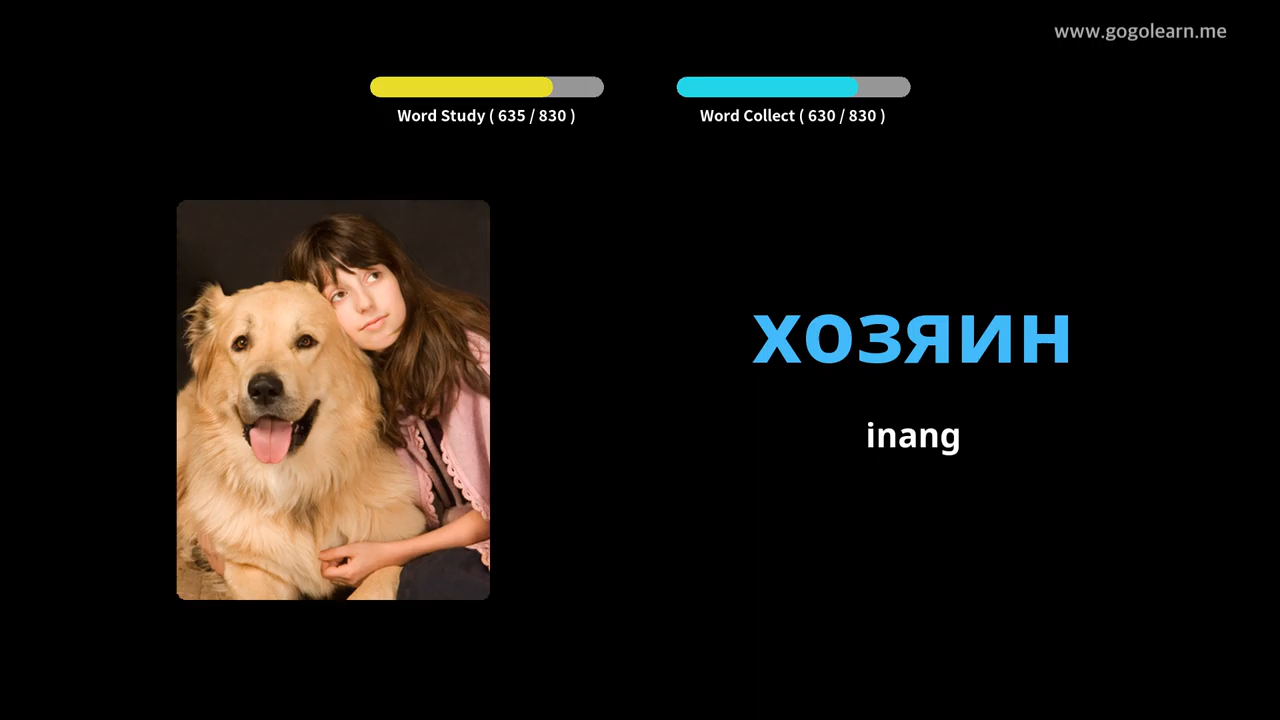 www.gogolearn.me
Word Study ( 635 / 830 )
Word Collect ( 630 / 830 )
хозяин
inang